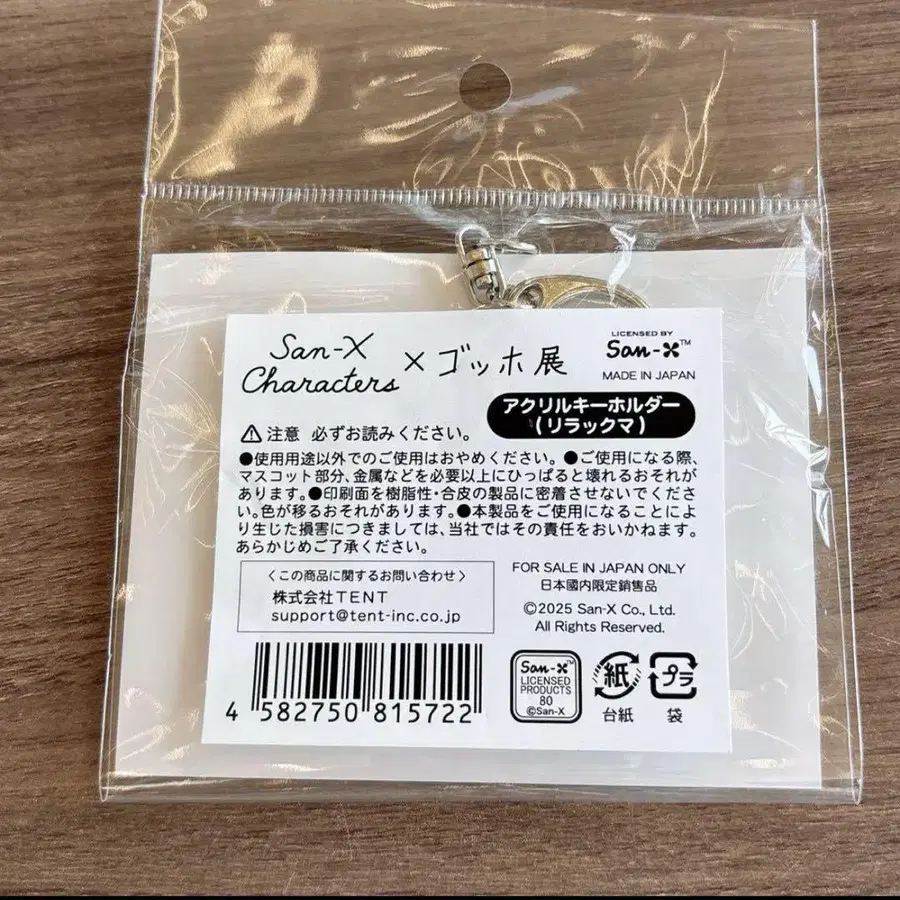 San-X
Characters
×ゴッホ展
LICENSED BY
San-X™
MADE IN JAPAN
アクリルキーホルダー
(リラックマ)
⚠注意 必ずお読みください。
●使用用途以外でのご使用はおやめください。●ご使用になる際、
マスコット部分、金属などを必要以上にひっぱると壊れるおそれが
あります。●印刷面を樹脂性・合皮の製品に密着させないでくださ
い。色が移るおそれがあります。●本製品をご使用になることによ
り生じた損害につきましては、当社ではその責任をおいかねます。
あらかじめご了承ください。
〈この商品に関するお問い合わせ〉
株式会社TENT
support@tent-inc.co.jp
FOR SALE IN JAPAN ONLY
日本國内限定銷售品
©2025 San-X Co., Ltd.
All Rights Reserved.
4 582750 815722
San-X™
LICENSED
PRODUCTS
80
©San-X
紙
台紙
プラ
袋